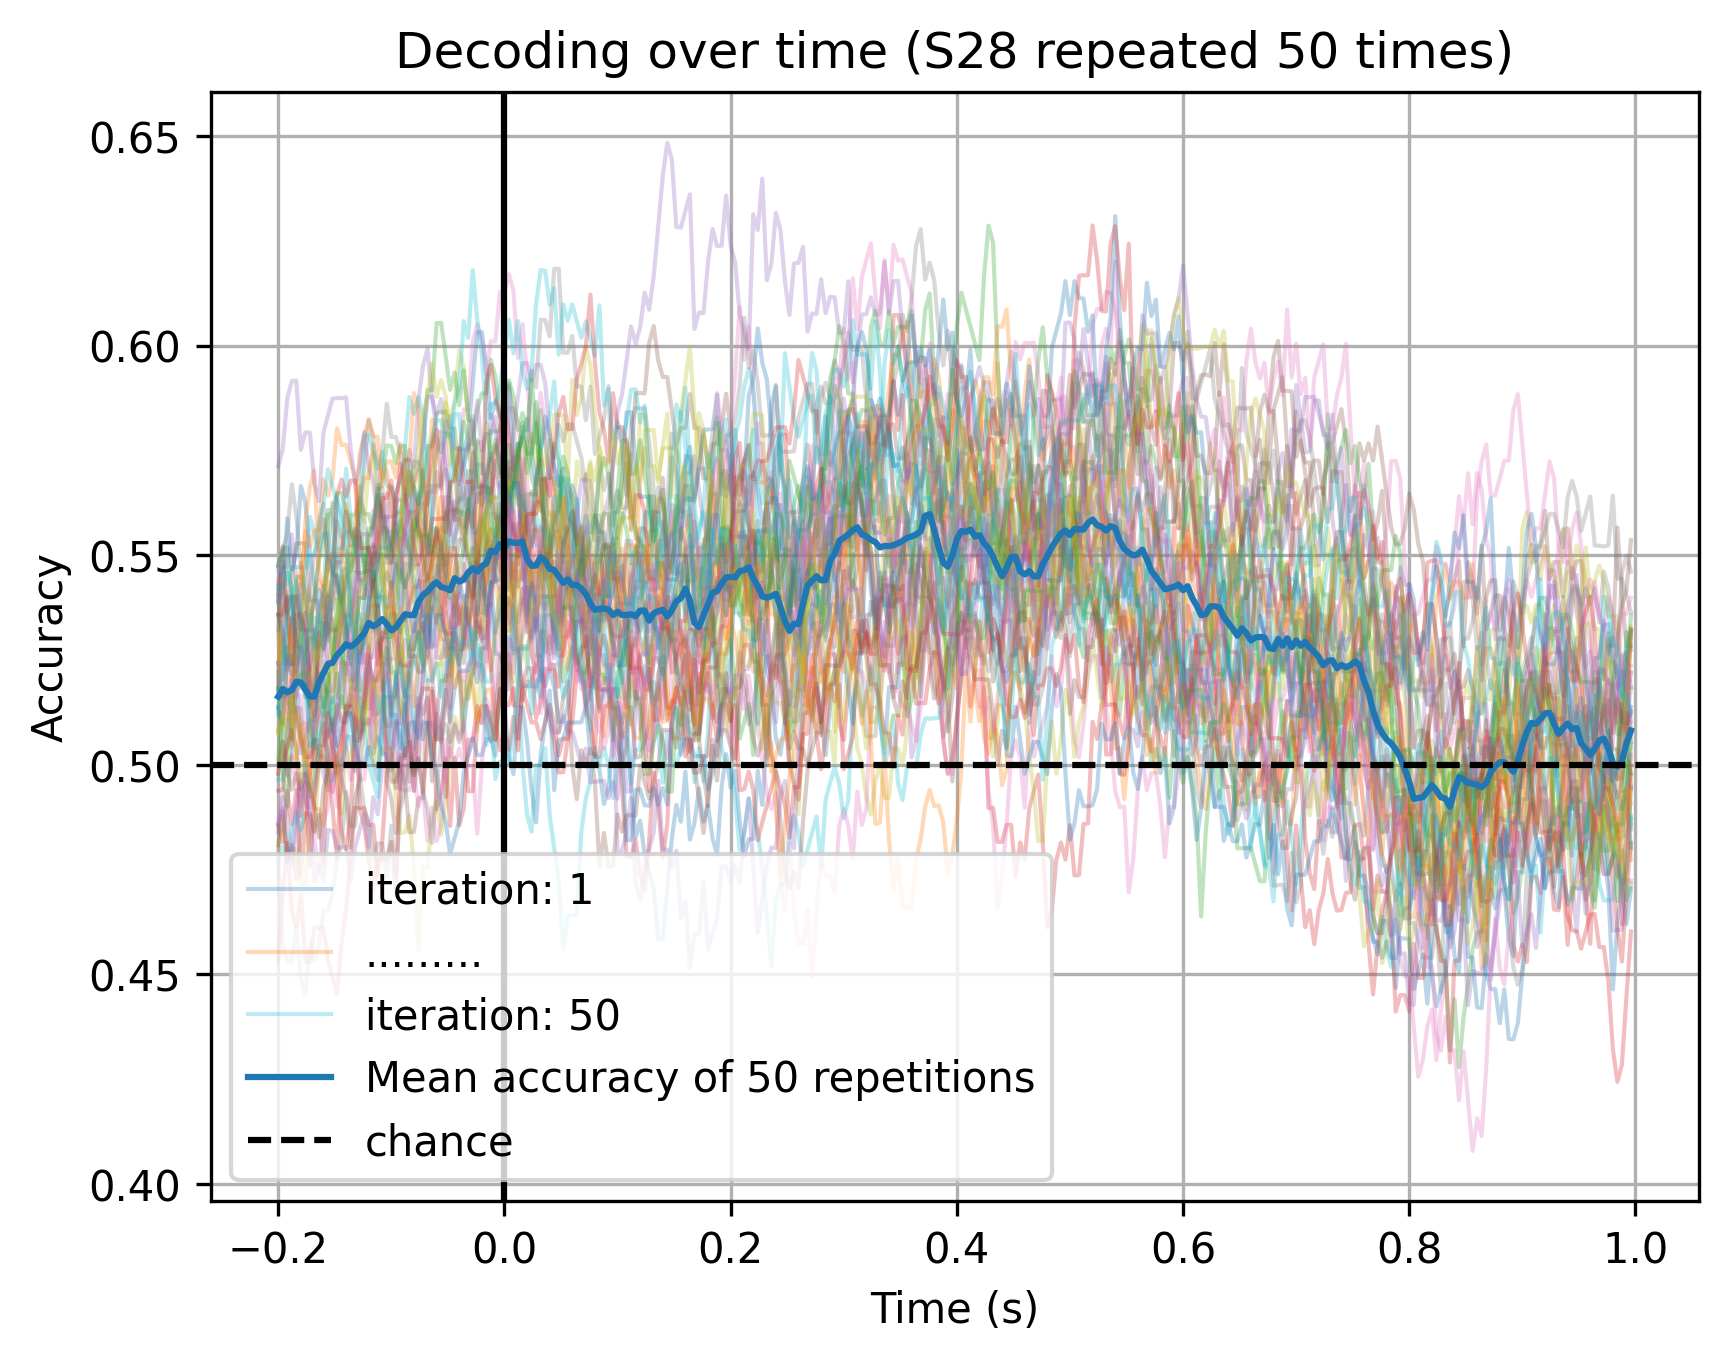 Decoding over time (S28 repeated 50 times)
0.65
0.60
0.55
0.50
0.45
0.40
Accuracy
iteration: 1
.........
iteration: 50
Mean accuracy of 50 repetitions
chance
−0.2 0.0 0.2 0.4 0.6 0.8 1.0
Time (s)